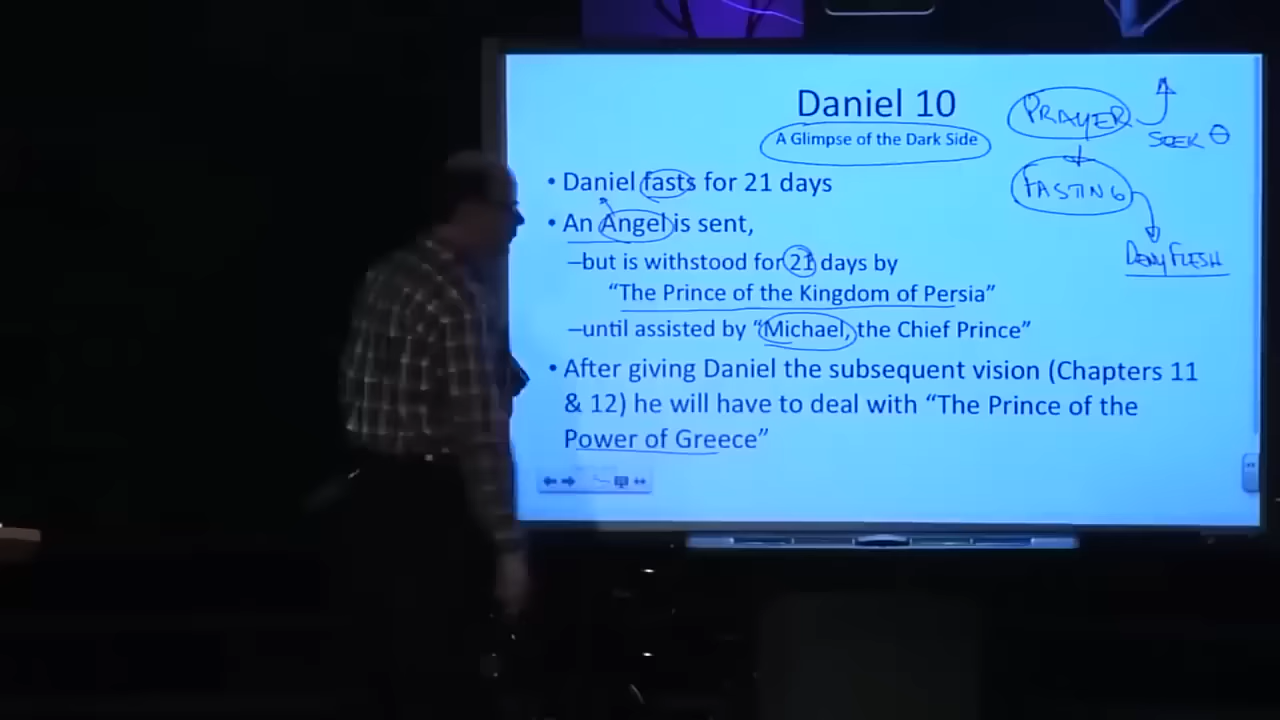 Daniel 10
A Glimpse of the Dark Side
• Daniel fasts for 21 days
• An Angel is sent,
–but is withstood for 21 days by
“The Prince of the Kingdom of Persia”
–until assisted by “Michael, the Chief Prince”
• After giving Daniel the subsequent vision (Chapters 11
& 12) he will have to deal with “The Prince of the
Power of Greece”
PRAYER
SEEK Θ
FASTING
DENY FLESH